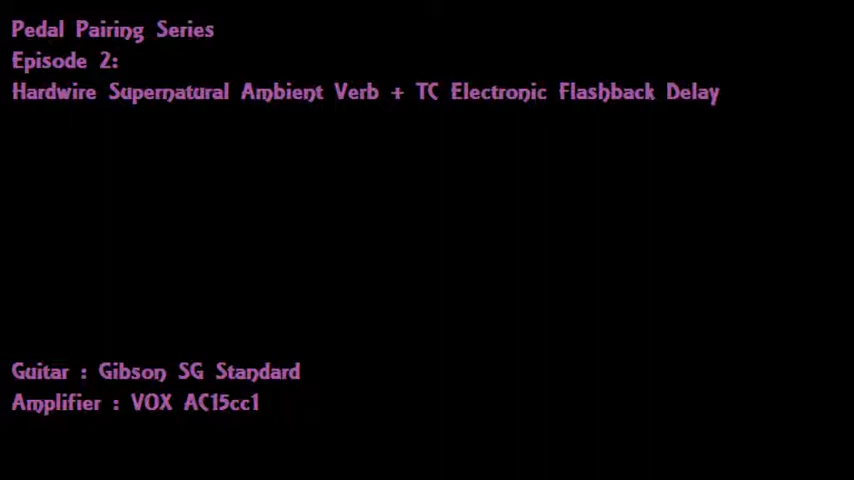 Pedal Pairing Series
Episode 2:
Hardwire Supernatural Ambient Verb + TC Electronic Flashback Delay
Guitar : Gibson SG Standard
Amplifier : VOX AC15cc1